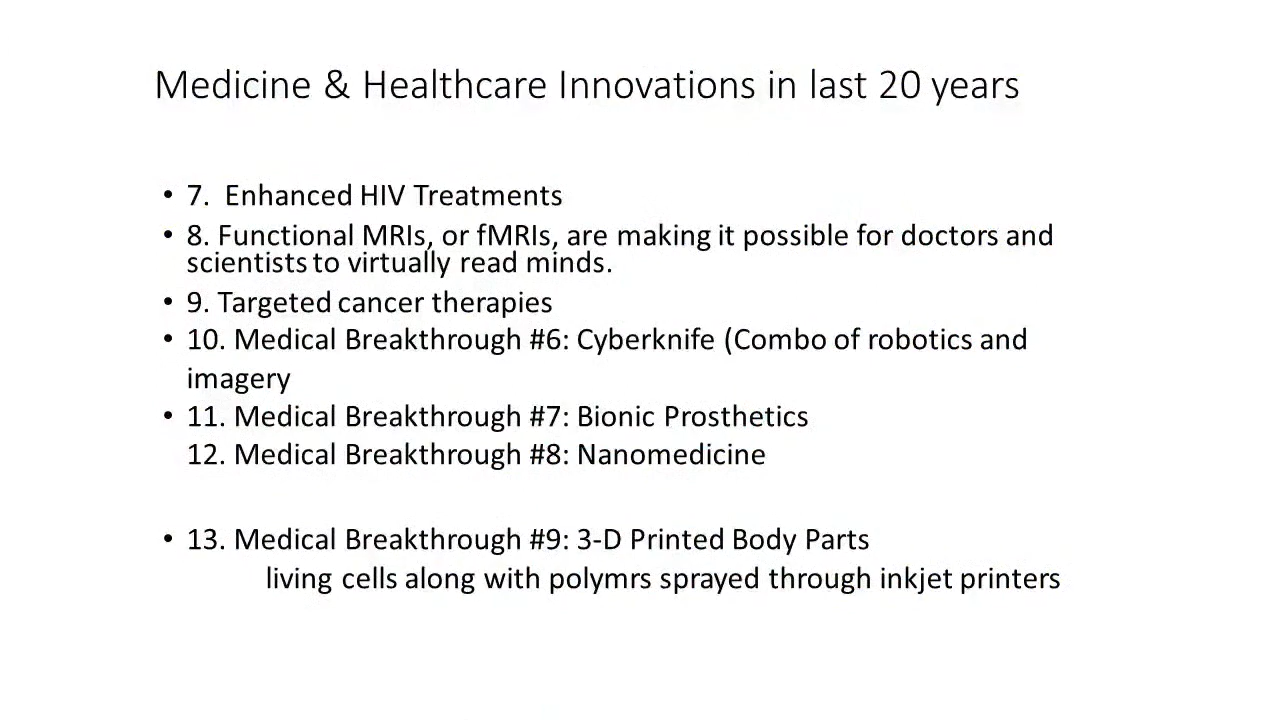 Medicine & Healthcare Innovations in last 20 years
• 7.  Enhanced HIV Treatments
• 8. Functional MRIs, or fMRIs, are making it possible for doctors and
scientists to virtually read minds.
• 9. Targeted cancer therapies
• 10. Medical Breakthrough #6: Cyberknife (Combo of robotics and
imagery
• 11. Medical Breakthrough #7: Bionic Prosthetics
12. Medical Breakthrough #8: Nanomedicine
• 13. Medical Breakthrough #9: 3-D Printed Body Parts
living cells along with polymrs sprayed through inkjet printers